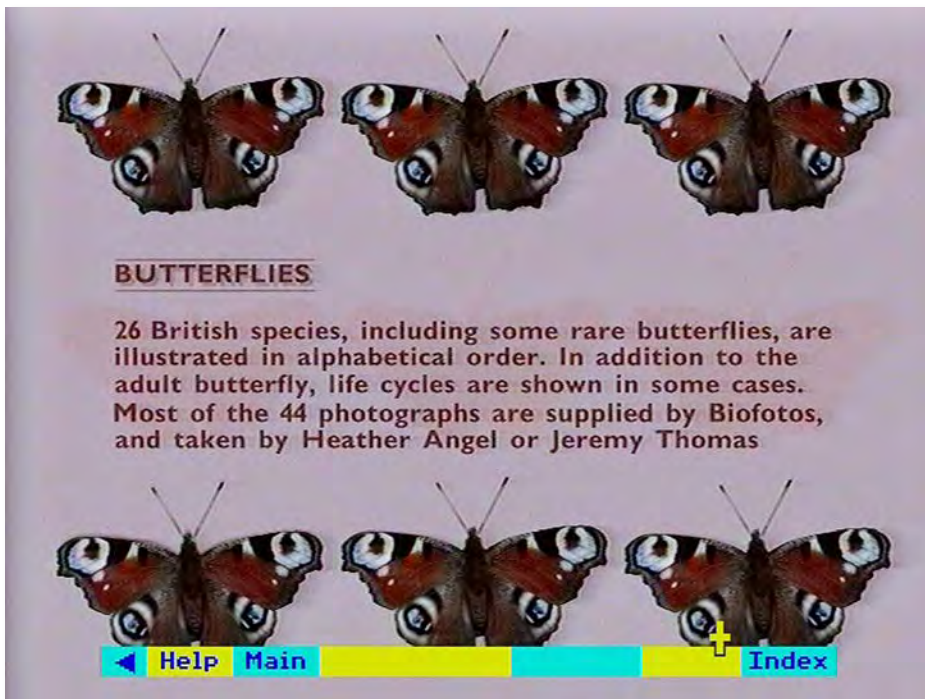 BUTTERFLIES
26 British species, including some rare butterflies, are
illustrated in alphabetical order. In addition to the
adult butterfly, life cycles are shown in some cases.
Most of the 44 photographs are supplied by Biofotos,
and taken by Heather Angel or Jeremy Thomas
Help Main Index